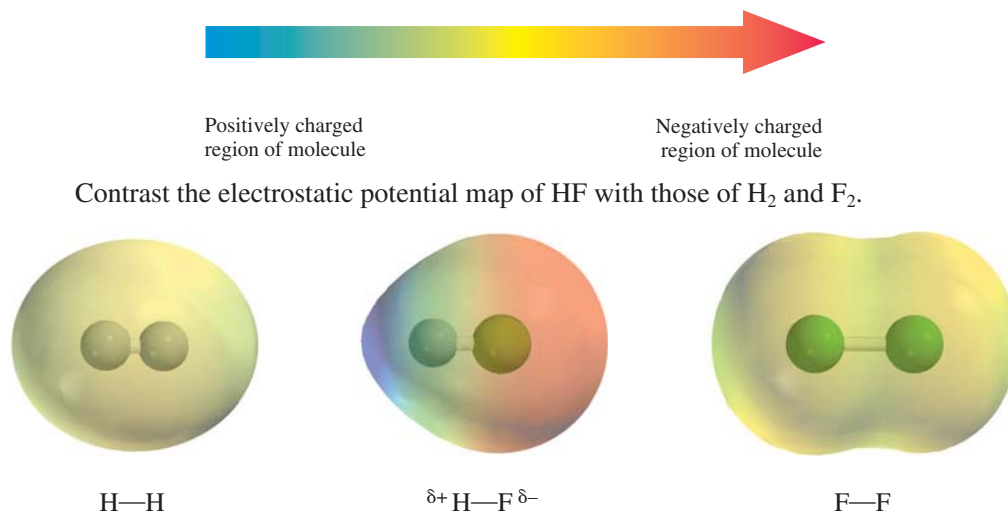 Positively charged region of molecule
Negatively charged region of molecule
Contrast the electrostatic potential map of HF with those of H₂ and F₂.
H—H
δ+ H—F δ−
F—F